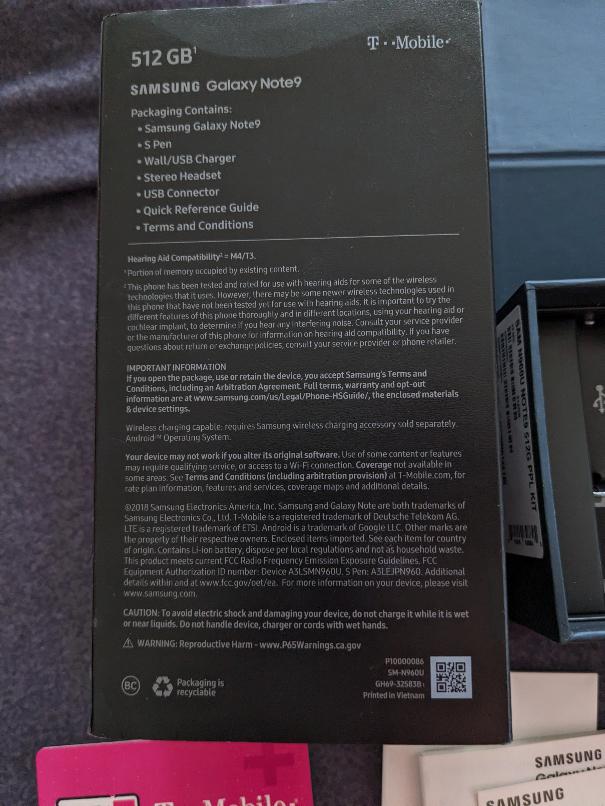 512 GB¹
T··Mobile·
SAMSUNG Galaxy Note9
Packaging Contains:
• Samsung Galaxy Note9
• S Pen
• Wall/USB Charger
• Stereo Headset
• USB Connector
• Quick Reference Guide
• Terms and Conditions
Hearing Aid Compatibility² = M4/T3.
¹Portion of memory occupied by existing content.
²This phone has been tested and rated for use with hearing aids for some of the wireless
technologies that it uses. However, there may be some newer wireless technologies used in
this phone that have not been tested yet for use with hearing aids. It is important to try the
different features of this phone thoroughly and in different locations, using your hearing aid or
cochlear implant, to determine if you hear any interfering noise. Consult your service provider
or the manufacturer of this phone for information on hearing aid compatibility. If you have
questions about return or exchange policies, consult your service provider or phone retailer.
IMPORTANT INFORMATION
If you open the package, use or retain the device, you accept Samsung's Terms and
Conditions, including an Arbitration Agreement. Full terms, warranty and opt-out
information are at www.samsung.com/us/Legal/Phone-HSGuide/, the enclosed materials
& device settings.
Wireless charging capable: requires Samsung wireless charging accessory sold separately.
Android™ Operating System.
Your device may not work if you alter its original software. Use of some content or features
may require qualifying service, or access to a Wi-Fi connection. Coverage not available in
some areas. See Terms and Conditions (including arbitration provision) at T-Mobile.com, for
rate plan information, features and services, coverage maps and additional details.
©2018 Samsung Electronics America, Inc. Samsung and Galaxy Note are both trademarks of
Samsung Electronics Co., Ltd. T-Mobile is a registered trademark of Deutsche Telekom AG.
LTE is a registered trademark of ETSI. Android is a trademark of Google LLC. Other marks are
the property of their respective owners. Enclosed items imported. See each item for country
of origin. Contains Li-Ion battery, dispose per local regulations and not as household waste.
This product meets current FCC Radio Frequency Emission Exposure Guidelines. FCC
Equipment Authorization ID number: Device A3LSMN960U. S Pen: A3LEJPN960. Additional
details within and at www.fcc.gov/oet/ea. For more information on your device, please visit
www.samsung.com.
CAUTION: To avoid electric shock and damaging your device, do not charge it while it is wet
or near liquids. Do not handle device, charger or cords with wet hands.
WARNING: Reproductive Harm - www.P65Warnings.ca.gov
BC
Packaging is
recyclable
P10000086
SM-N960U
GH69-32583B
Printed in Vietnam
SAM N960U NOTE9 512G PPL KIT
T··Mobile·
SAMSUNG
Galaxy
SAMSUNG